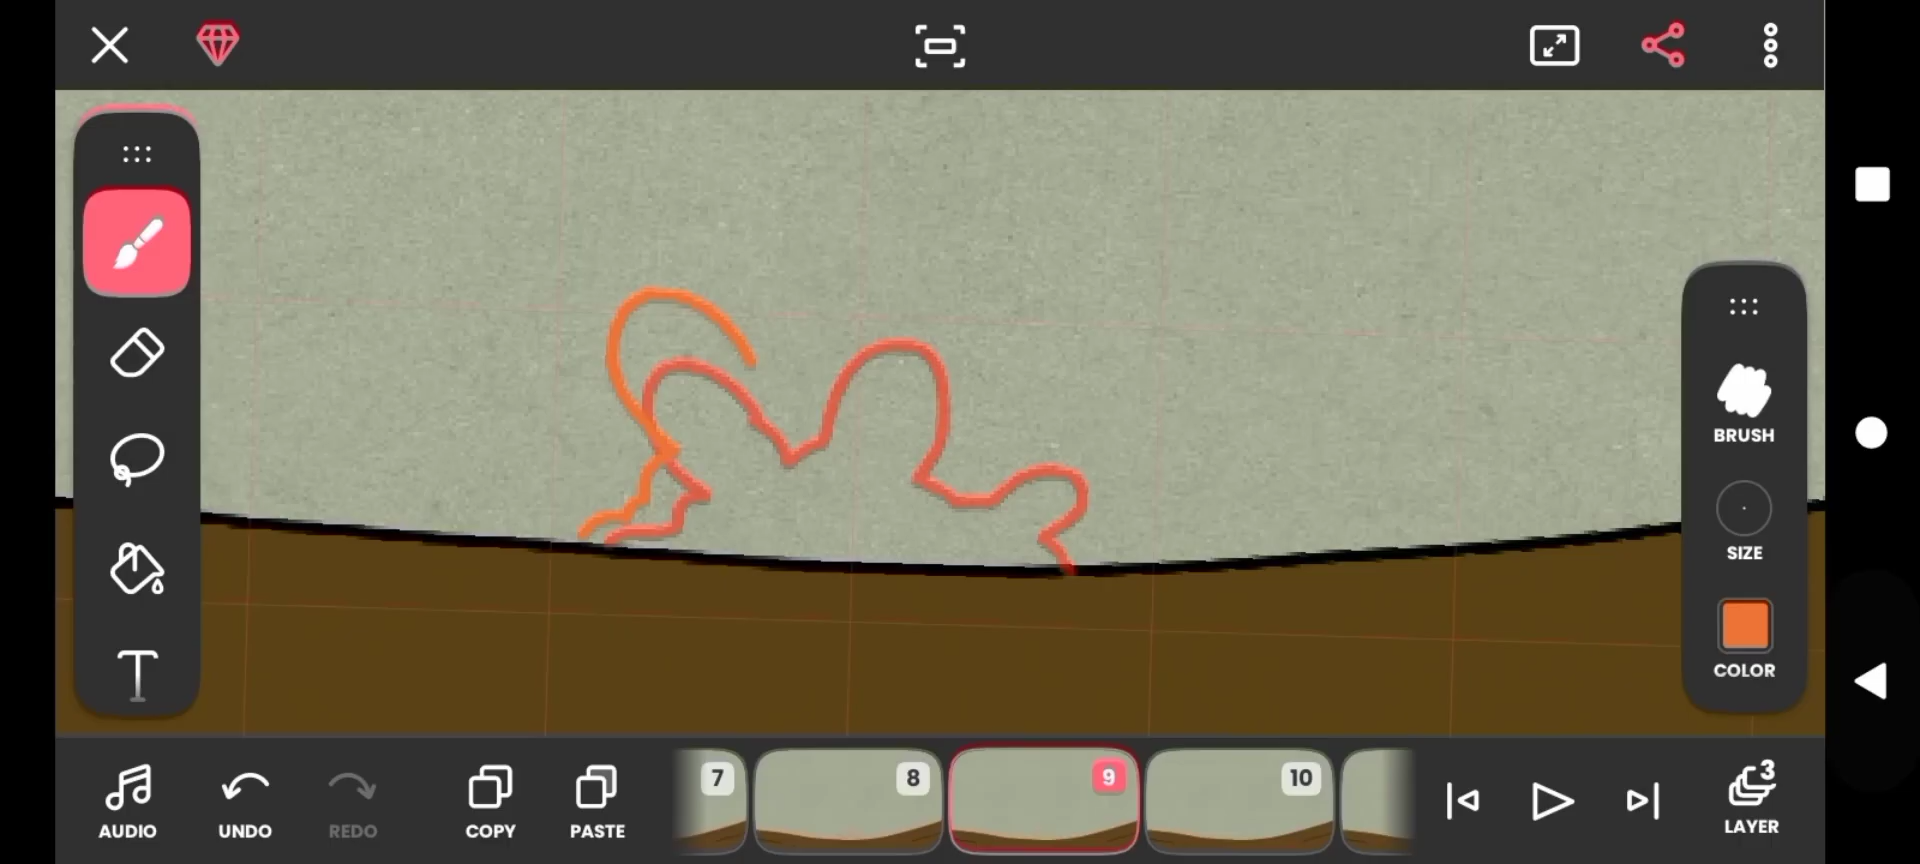 BRUSH
SIZE
COLOR
7
8
9
10
3
AUDIO
UNDO
REDO
COPY
PASTE
LAYER